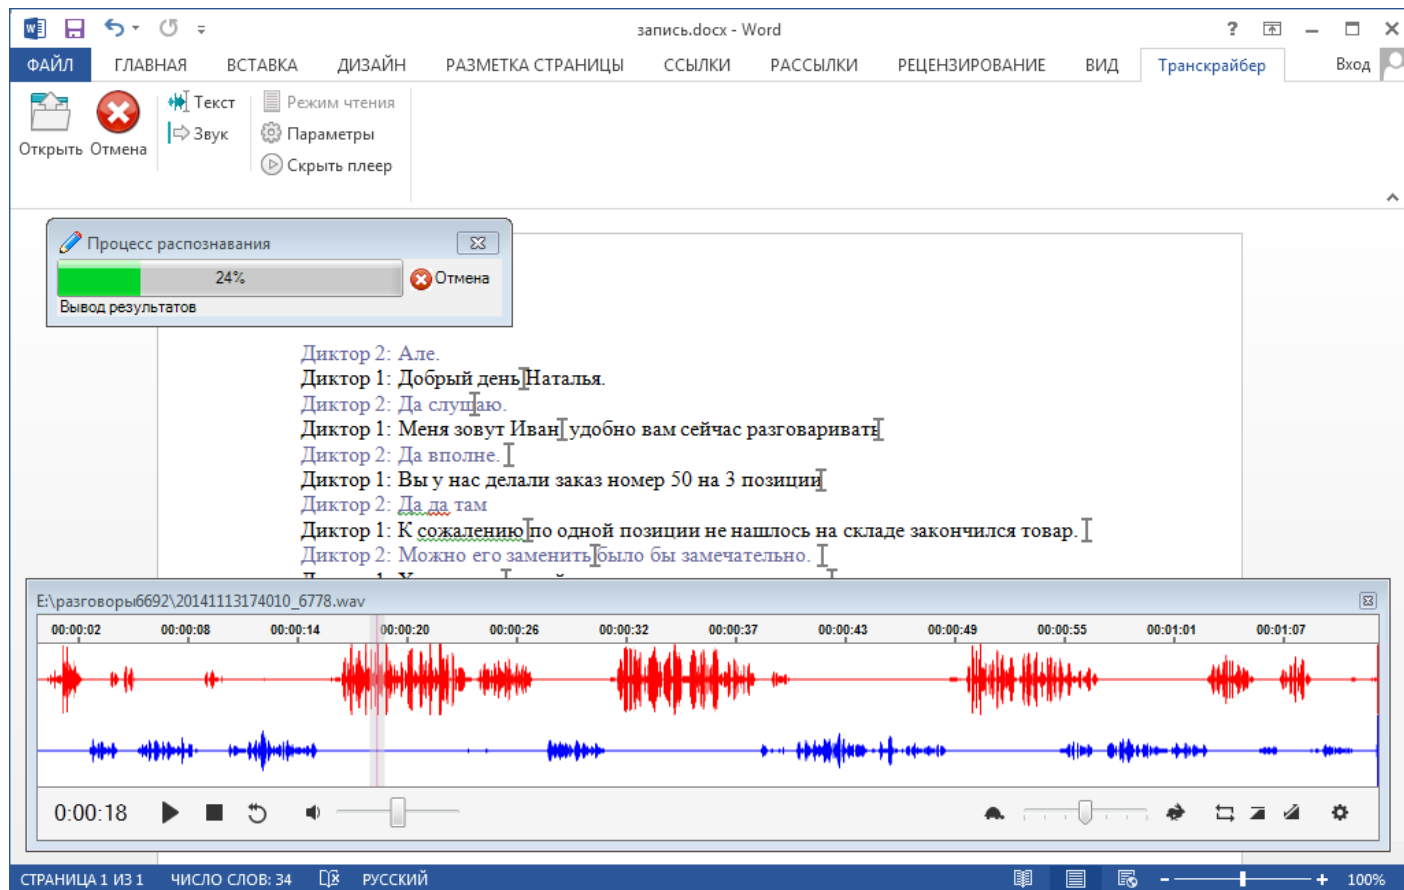 запись.docx - Word
ФАЙЛ ГЛАВНАЯ ВСТАВКА ДИЗАЙН РАЗМЕТКА СТРАНИЦЫ ССЫЛКИ РАССЫЛКИ РЕЦЕНЗИРОВАНИЕ ВИД Транскрайбер Вход
Текст Режим чтения
Звук Параметры
Открыть Отмена Скрыть плеер
Процесс распознавания
24% Отмена
Вывод результатов
Диктор 2: Але.
Диктор 1: Добрый день Наталья.
Диктор 2: Да слушаю.
Диктор 1: Меня зовут Иван удобно вам сейчас разговаривать
Диктор 2: Да вполне.
Диктор 1: Вы у нас делали заказ номер 50 на 3 позиции
Диктор 2: Да да там
Диктор 1: К сожалению по одной позиции не нашлось на складе закончился товар.
Диктор 2: Можно его заменить было бы замечательно.
E:\разговоры6692\20141113174010_6778.wav
00:00:02 00:00:08 00:00:14 00:00:20 00:00:26 00:00:32 00:00:37 00:00:43 00:00:49 00:00:55 00:01:01 00:01:07
0:00:18
СТРАНИЦА 1 ИЗ 1 ЧИСЛО СЛОВ: 34 РУССКИЙ 100%